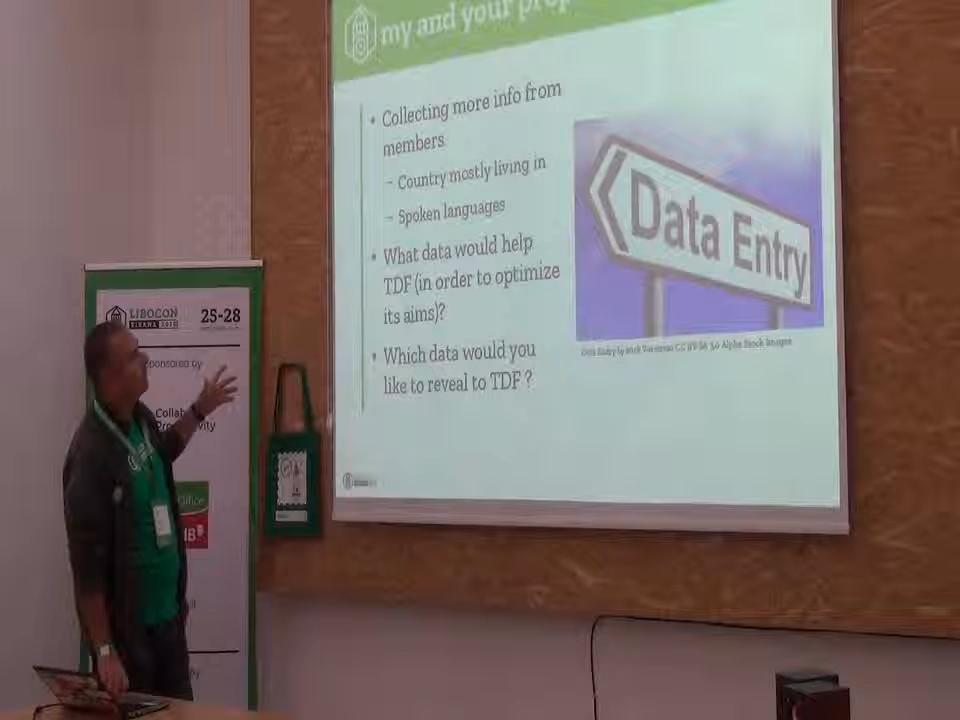 my and your prop
• Collecting more info from
members
– Country mostly living in
– Spoken languages
• What data would help
TDF (in order to optimize
its aims)?
• Which data would you
like to reveal to TDF ?
Data Entry
Data Entry by Nick Youngson CC BY-SA 3.0 Alpha Stock Images
LIBOCON
TIRANA 2018
25-28
sponsored by
Collab
Pro vity
Office